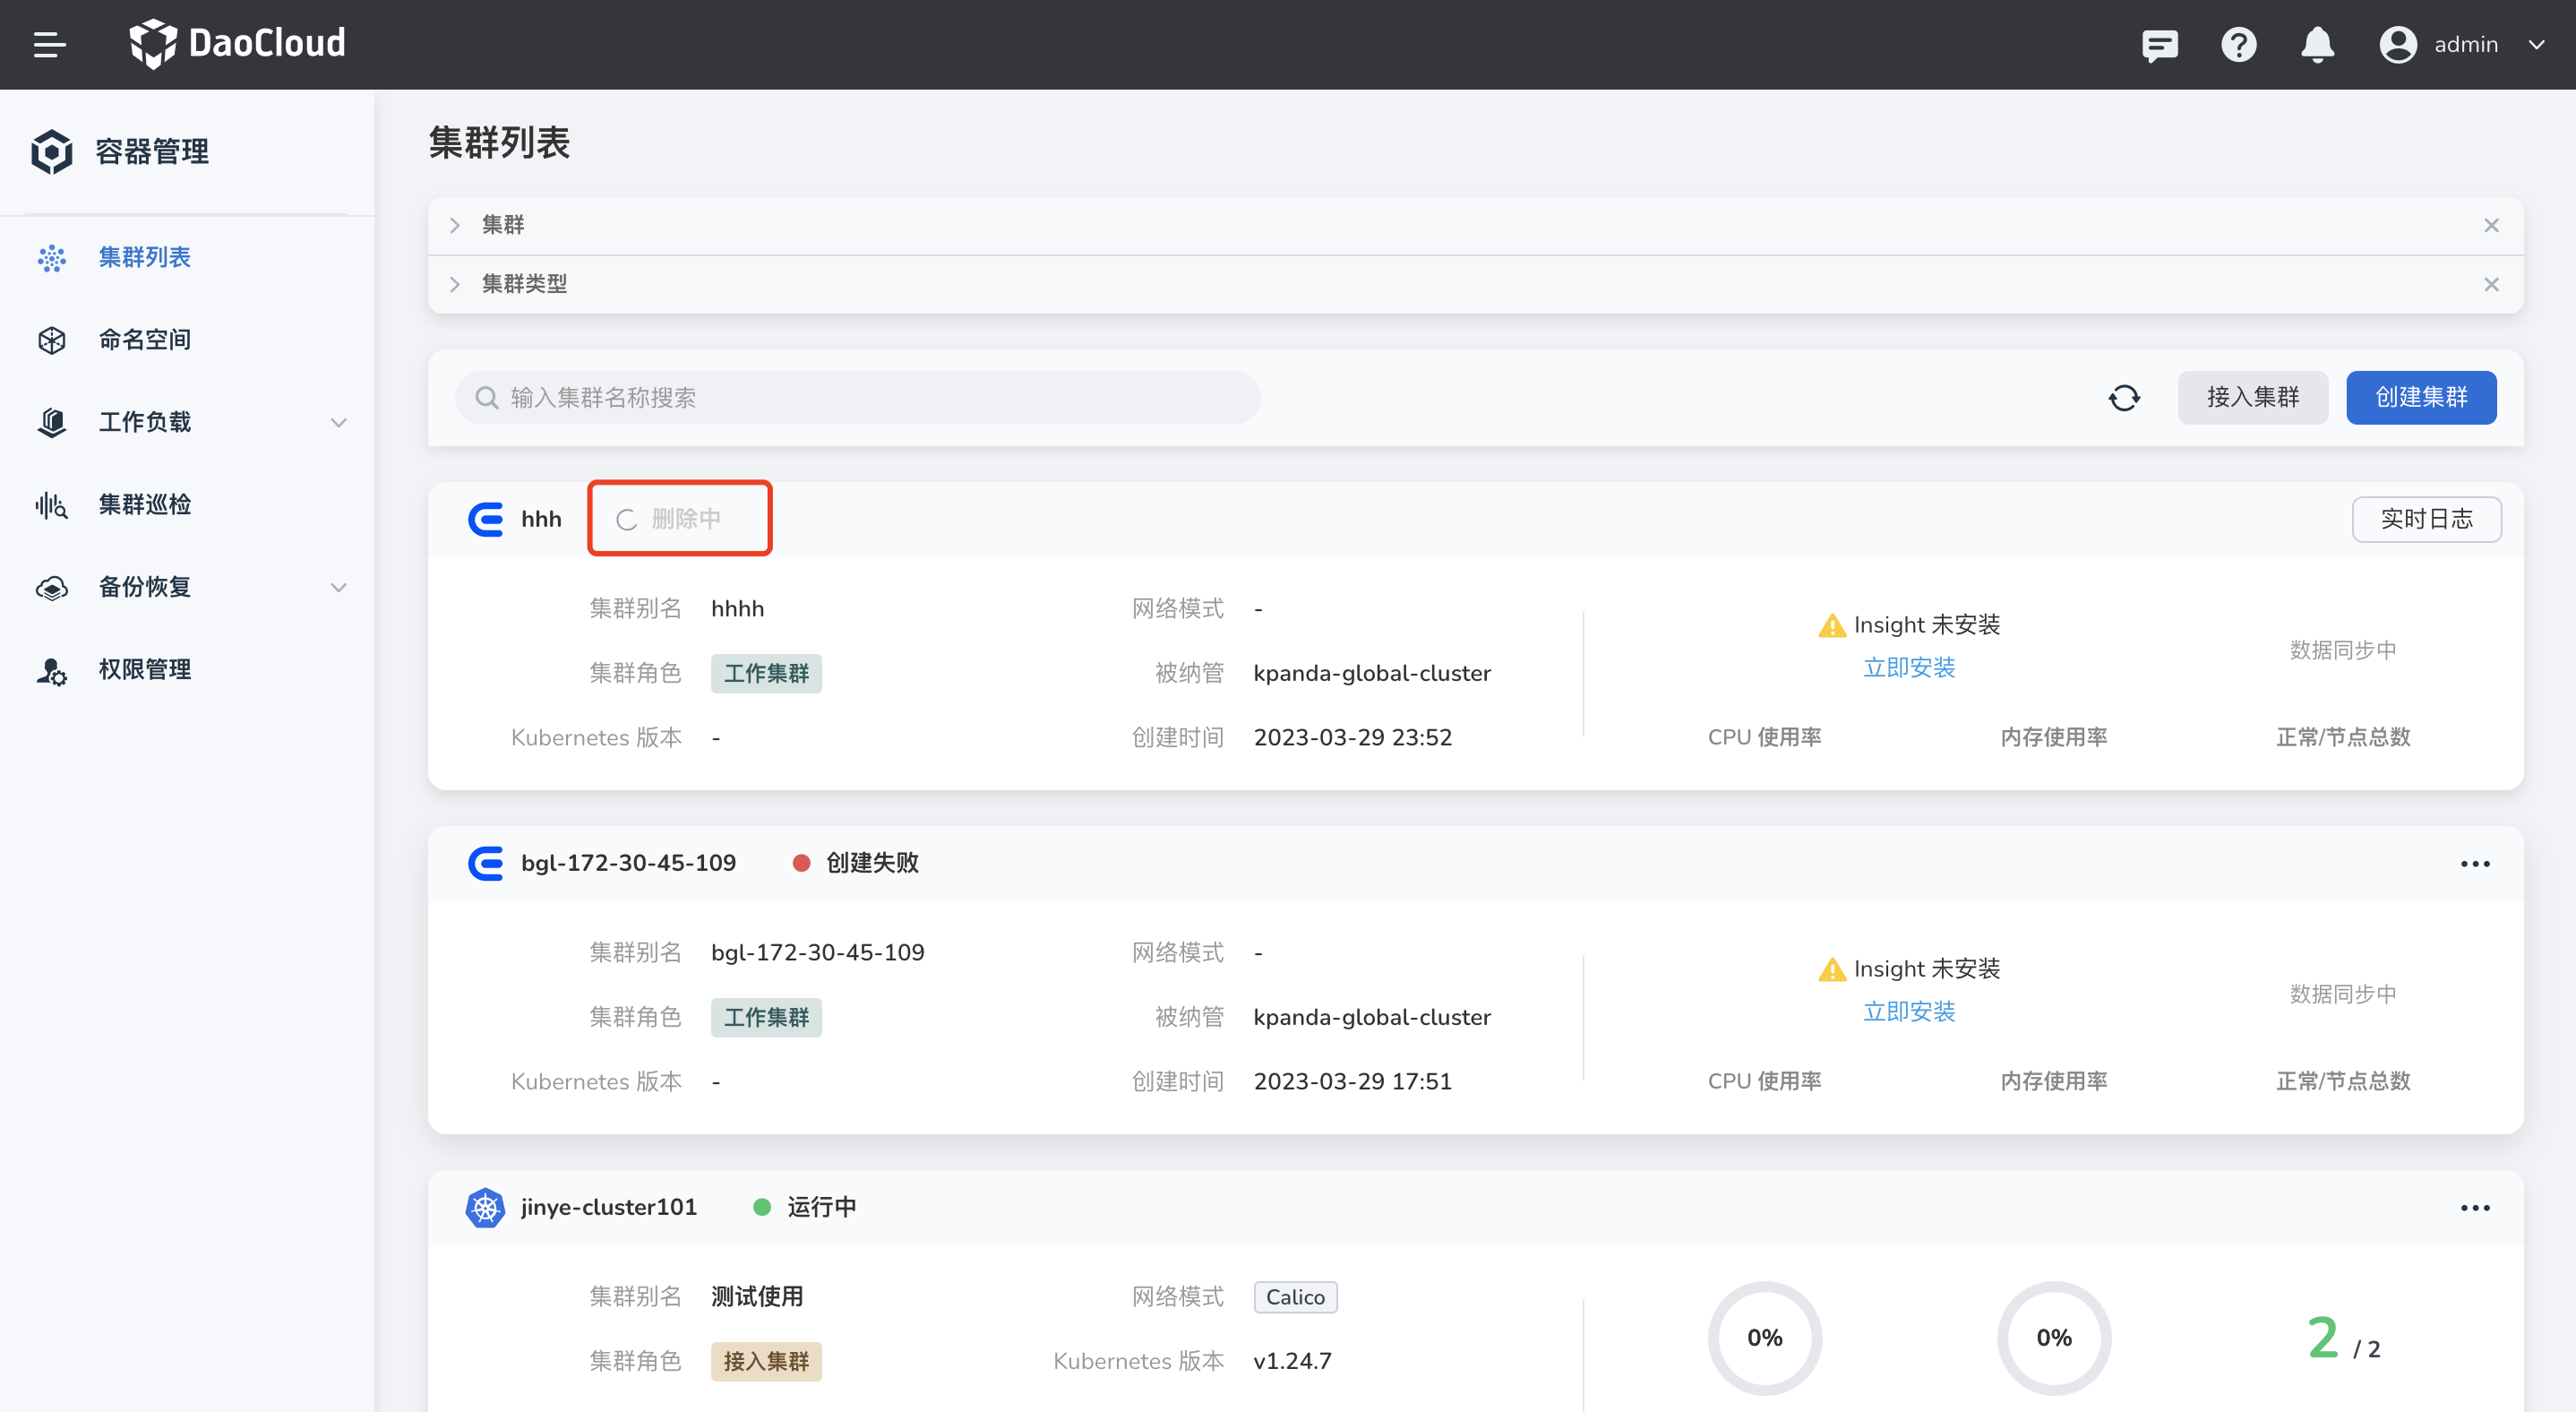 DaoCloud
admin
容器管理
集群列表
命名空间
工作负载
集群巡检
备份恢复
权限管理
集群列表
集群
集群类型
输入集群名称搜索
接入集群
创建集群
hhh
删除中
实时日志
集群别名 hhhh
网络模式 -
集群角色 工作集群
被纳管 kpanda-global-cluster
Kubernetes 版本 -
创建时间 2023-03-29 23:52
Insight 未安装
立即安装
数据同步中
CPU 使用率
内存使用率
正常/节点总数
bgl-172-30-45-109
创建失败
集群别名 bgl-172-30-45-109
网络模式 -
集群角色 工作集群
被纳管 kpanda-global-cluster
Kubernetes 版本 -
创建时间 2023-03-29 17:51
Insight 未安装
立即安装
数据同步中
CPU 使用率
内存使用率
正常/节点总数
jinye-cluster101
运行中
集群别名 测试使用
网络模式 Calico
集群角色 接入集群
Kubernetes 版本 v1.24.7
0%
0%
2 / 2